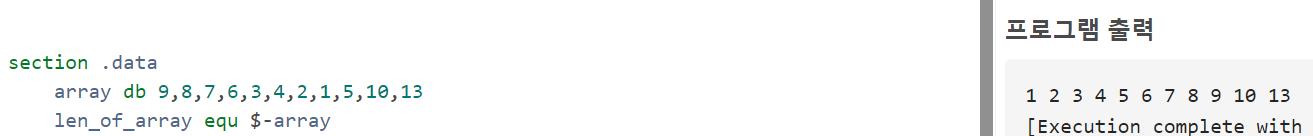 section .data
array db 9,8,7,6,3,4,2,1,5,10,13
len_of_array equ $-array
프로그램 출력
1 2 3 4 5 6 7 8 9 10 13
[Execution complete with